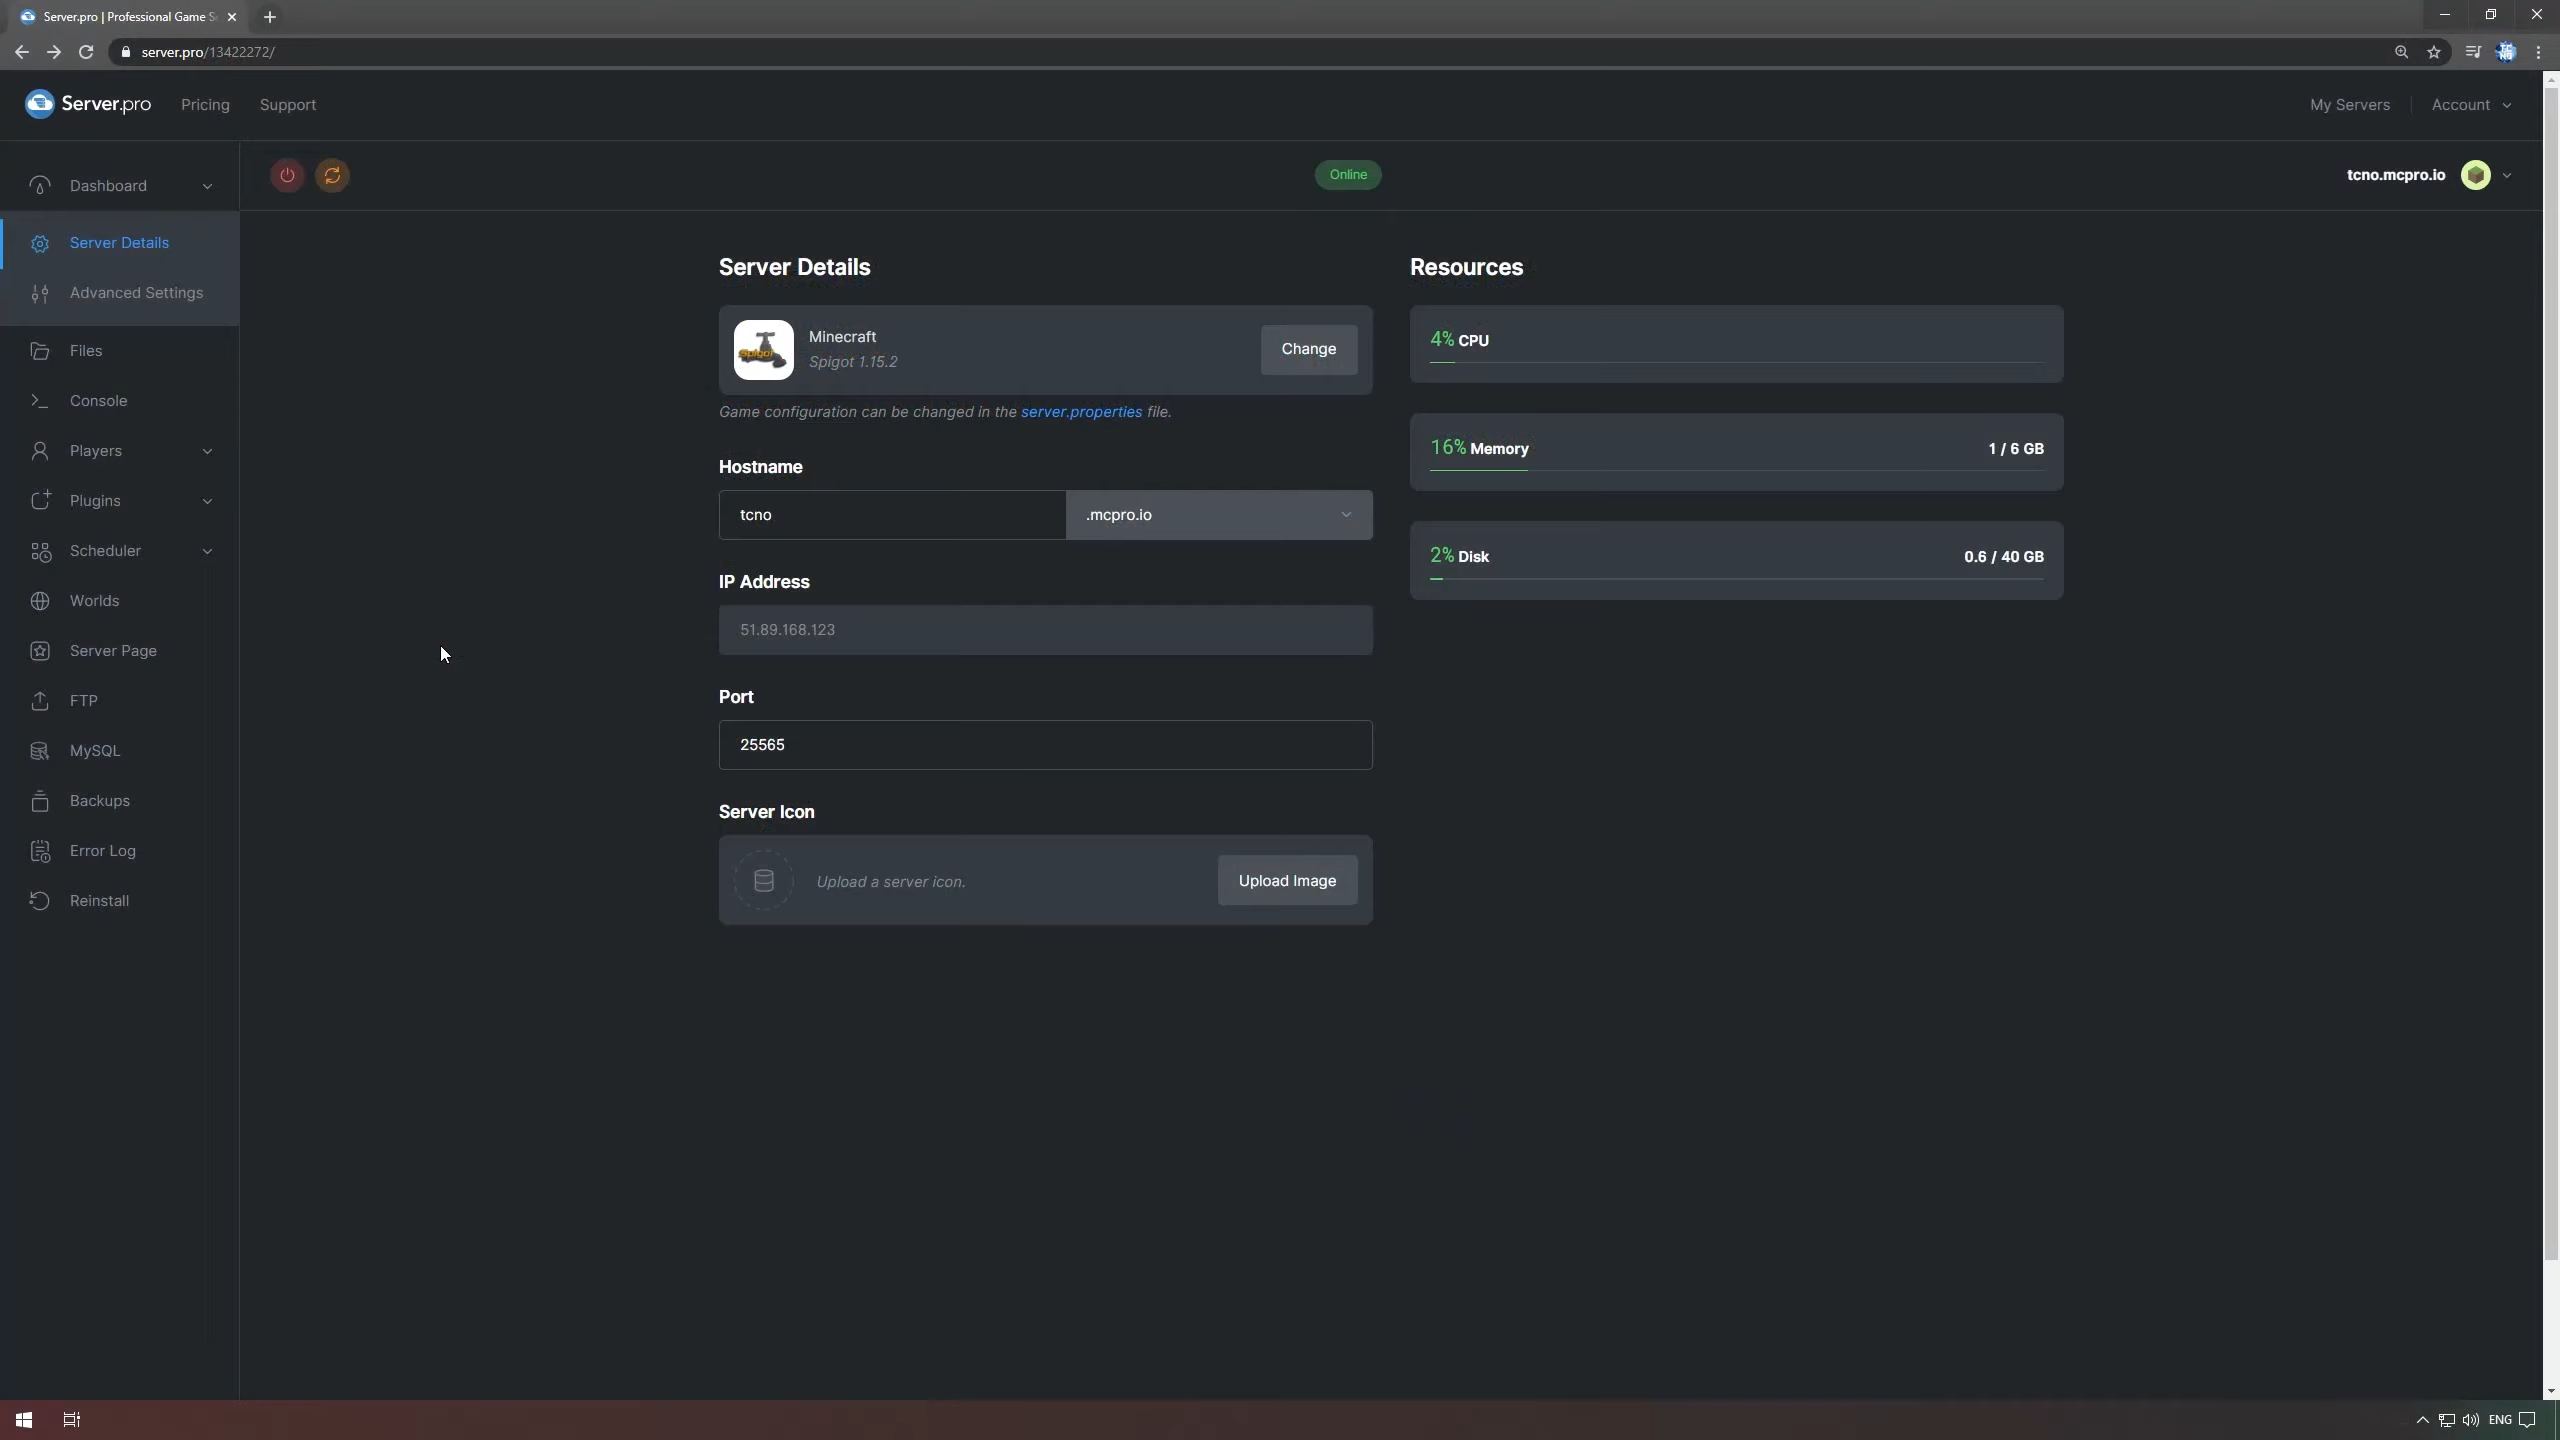 Server.pro | Professional Game S
server.pro/13422272/
Server.pro
Pricing
Support
My Servers
Account
Dashboard
Server Details
Advanced Settings
Files
Console
Players
Plugins
Scheduler
Worlds
Server Page
FTP
MySQL
Backups
Error Log
Reinstall
Online
tcno.mcpro.io
Server Details
Spigot
Minecraft
Spigot 1.15.2
Change
Game configuration can be changed in the server.properties file.
Hostname
tcno
.mcpro.io
IP Address
51.89.168.123
Port
25565
Server Icon
Upload a server icon.
Upload Image
Resources
4% CPU
16% Memory
1 / 6 GB
2% Disk
0.6 / 40 GB
ENG